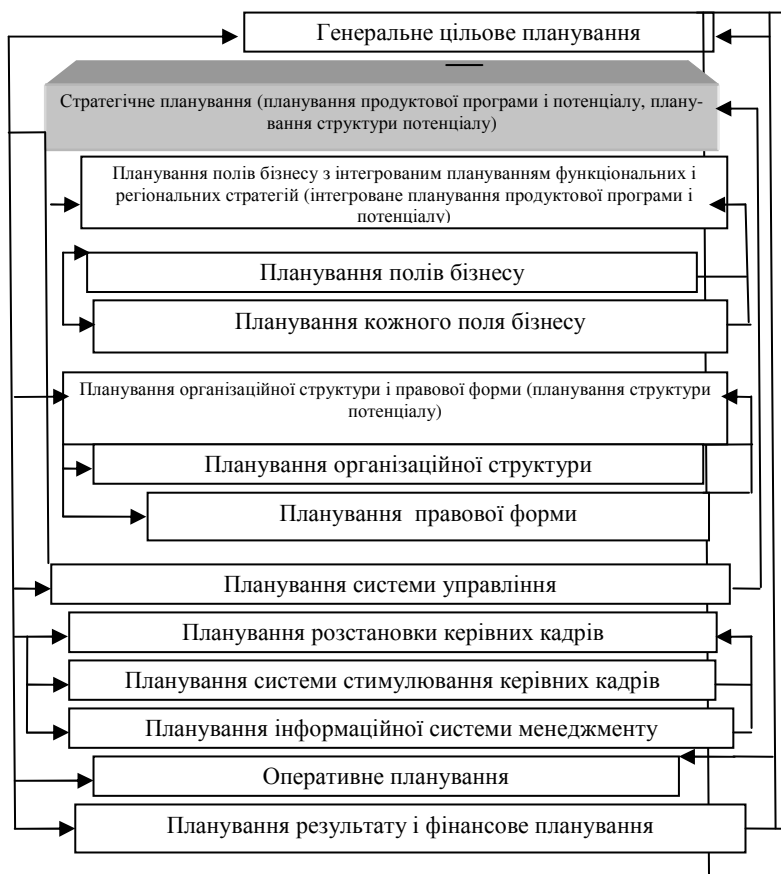 Генеральне цільове планування
Стратегічне планування (планування продуктової програми і потенціалу, плану-
вання структури потенціалу)
Планування полів бізнесу з інтегрованим плануванням функціональних і
регіональних стратегій (інтегроване планування продуктової програми і
потенціалу)
Планування полів бізнесу
Планування кожного поля бізнесу
Планування організаційної структури і правової форми (планування структури
потенціалу)
Планування організаційної структури
Планування правової форми
Планування системи управління
Планування розстановки керівних кадрів
Планування системи стимулювання керівних кадрів
Планування інформаційної системи менеджменту
Оперативне планування
Планування результату і фінансове планування